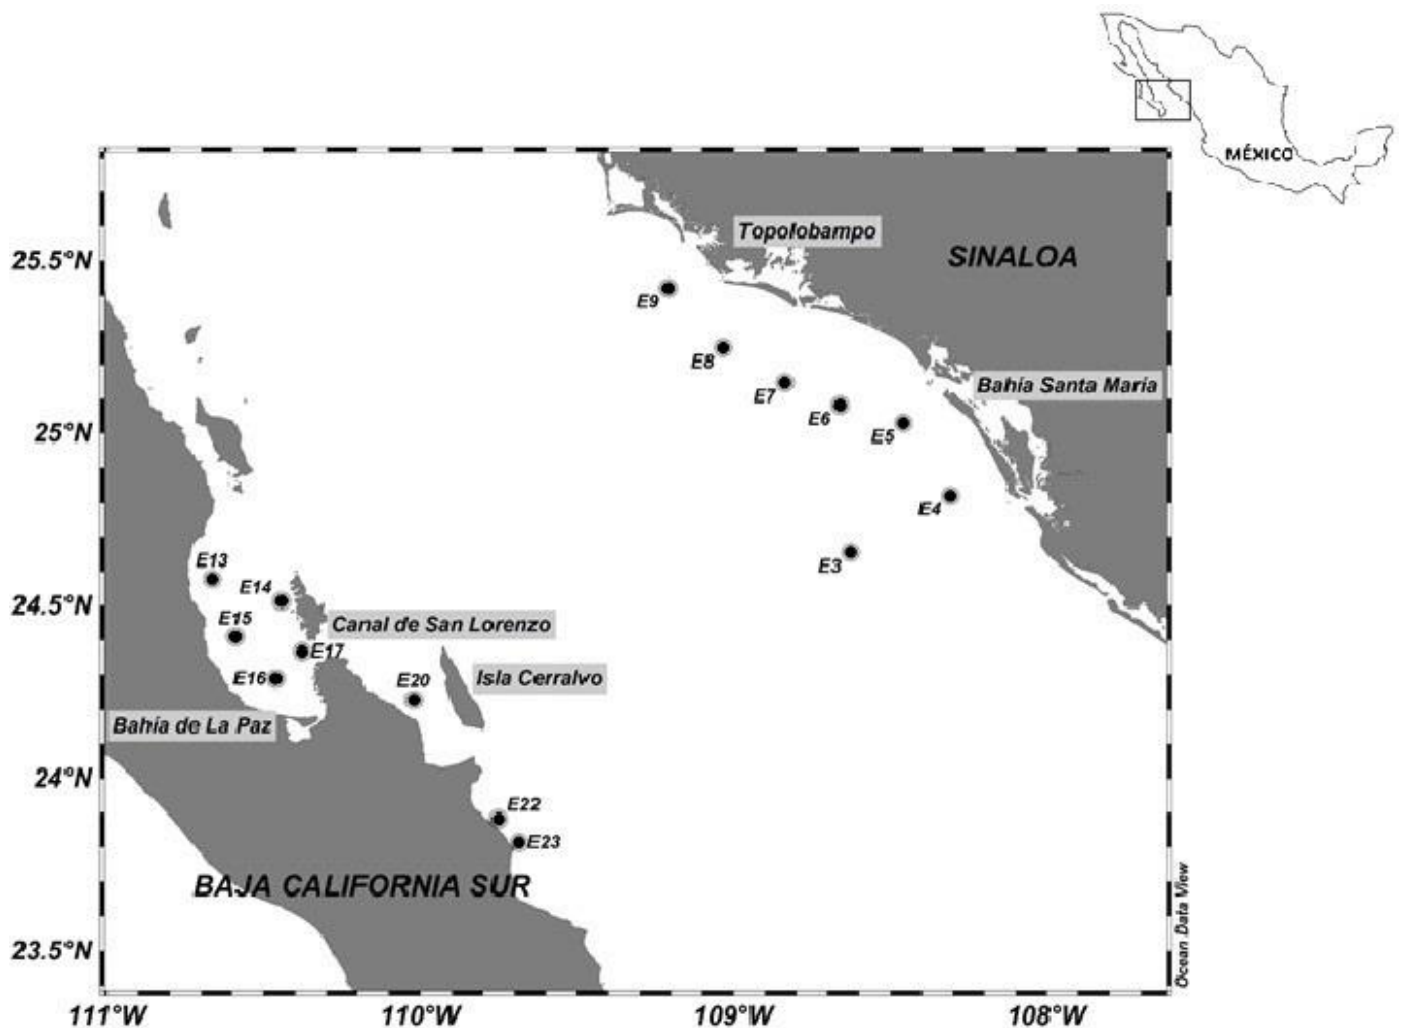 MÉXICO
Topolobampo
SINALOA
25.5°N
E9
E8
Bahía Santa María
E7
E6
25°N
E5
E4
E3
E13
E14
24.5°N
E15
Canal de San Lorenzo
E17
E16
E20
Isla Cerralvo
Bahía de La Paz
24°N
E22
E23
BAJA CALIFORNIA SUR
Ocean Data View
23.5°N
111°W
110°W
109°W
108°W